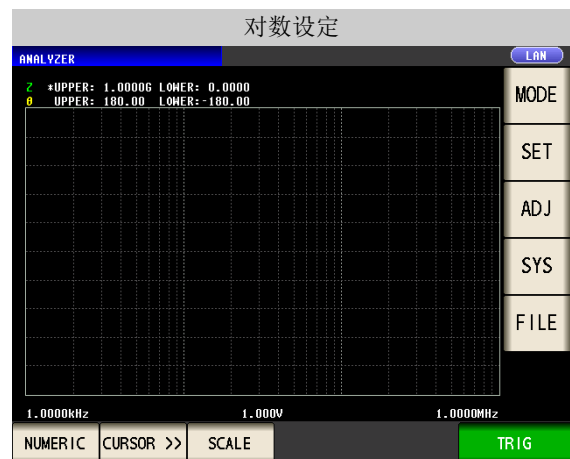 对数设定
ANALYZER LAN
Z *UPPER: 1.0000G LOWER: 0.0000
θ UPPER: 180.00 LOWER:-180.00
MODE
SET
ADJ
SYS
FILE
1.0000kHz 1.000V 1.0000MHz
NUMERIC CURSOR >> SCALE TRIG